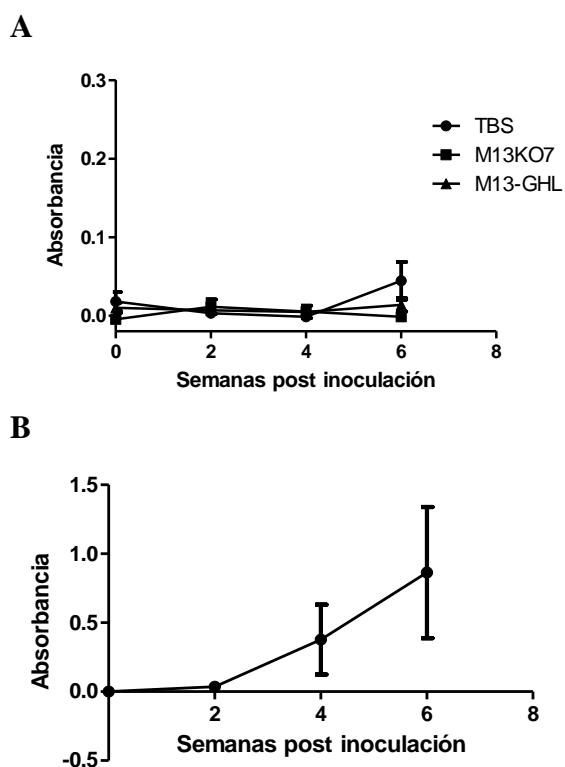 A
0.3
0.2
0.1
0.0
Absorbancia
TBS
M13KO7
M13-GHL
0 2 4 6 8
Semanas post inoculación
B
1.5
1.0
0.5
0.0
-0.5
Absorbancia
2 4 6 8
Semanas post inoculación